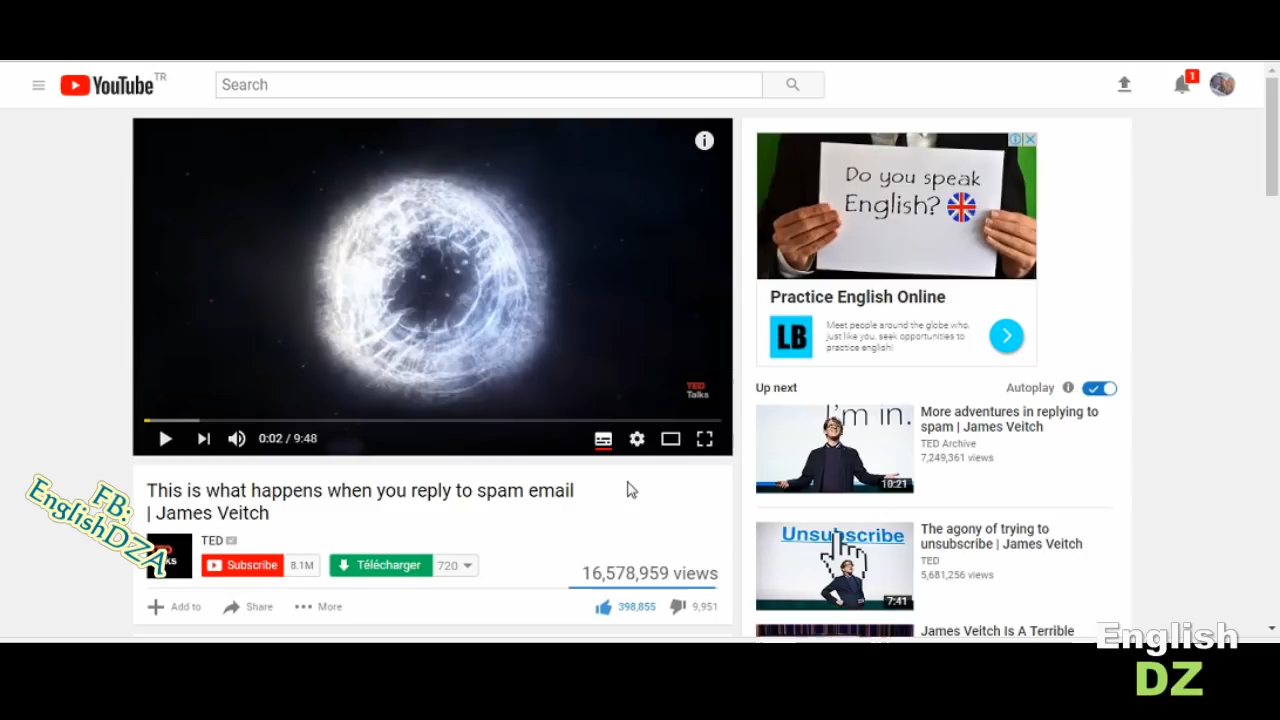 YouTube TR
Search
1
Do you speak
English?
Practice English Online
LB
Meet people around the globe who,
just like you, seek opportunities to
practice english!
TED
Talks
0:02 / 9:48
Up next
Autoplay
I'm in.
10:21
More adventures in replying to
spam | James Veitch
TED Archive
7,249,361 views
This is what happens when you reply to spam email
| James Veitch
TED
Subscribe 8.1M
Télécharger 720
16,578,959 views
Add to
Share
More
398,855
9,951
FB:
EnglishDZA
Unsubscribe
7:41
The agony of trying to
unsubscribe | James Veitch
TED
5,681,256 views
James Veitch Is A Terrible
English
DZ